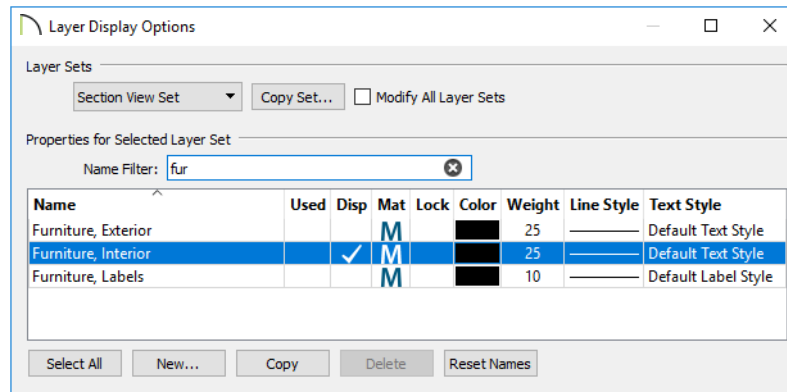 Layer Display Options
Layer Sets
Section View Set Copy Set... Modify All Layer Sets
Properties for Selected Layer Set
Name Filter: fur
Name Used Disp Mat Lock Color Weight Line Style Text Style
Furniture, Exterior M 25 Default Text Style
Furniture, Interior M 25 Default Text Style
Furniture, Labels M 10 Default Label Style
Select All New... Copy Delete Reset Names